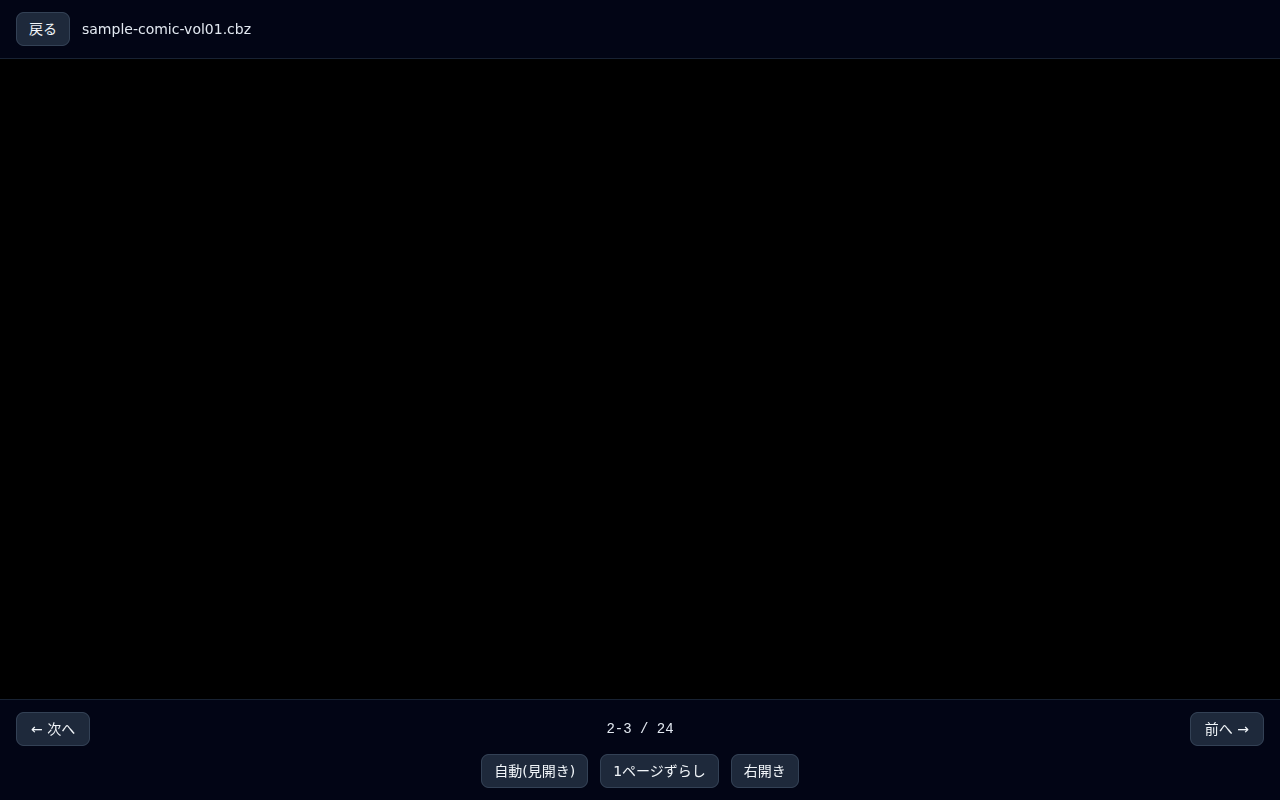 戻る sample-comic-vol01.cbz
← 次へ 2-3 / 24 前へ →
自動(見開き) 1ページずらし 右開き